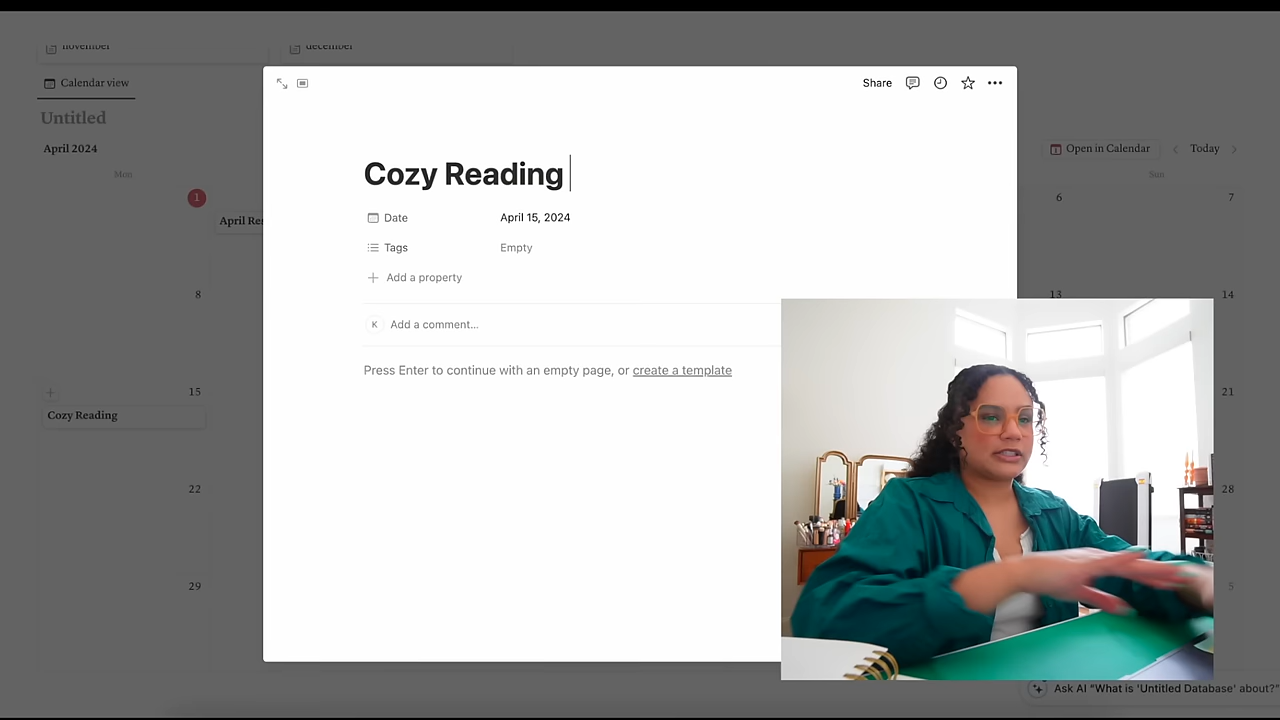 november
december
Calendar view
Untitled
April 2024
Open in Calendar
Today
Mon
Sun
1
6
7
April Res
8
13
14
15
21
Cozy Reading
22
28
29
5
Share
Cozy Reading
Date
April 15, 2024
Tags
Empty
Add a property
K
Add a comment...
Press Enter to continue with an empty page, or create a template
Ask AI "What is 'Untitled Database' about?"